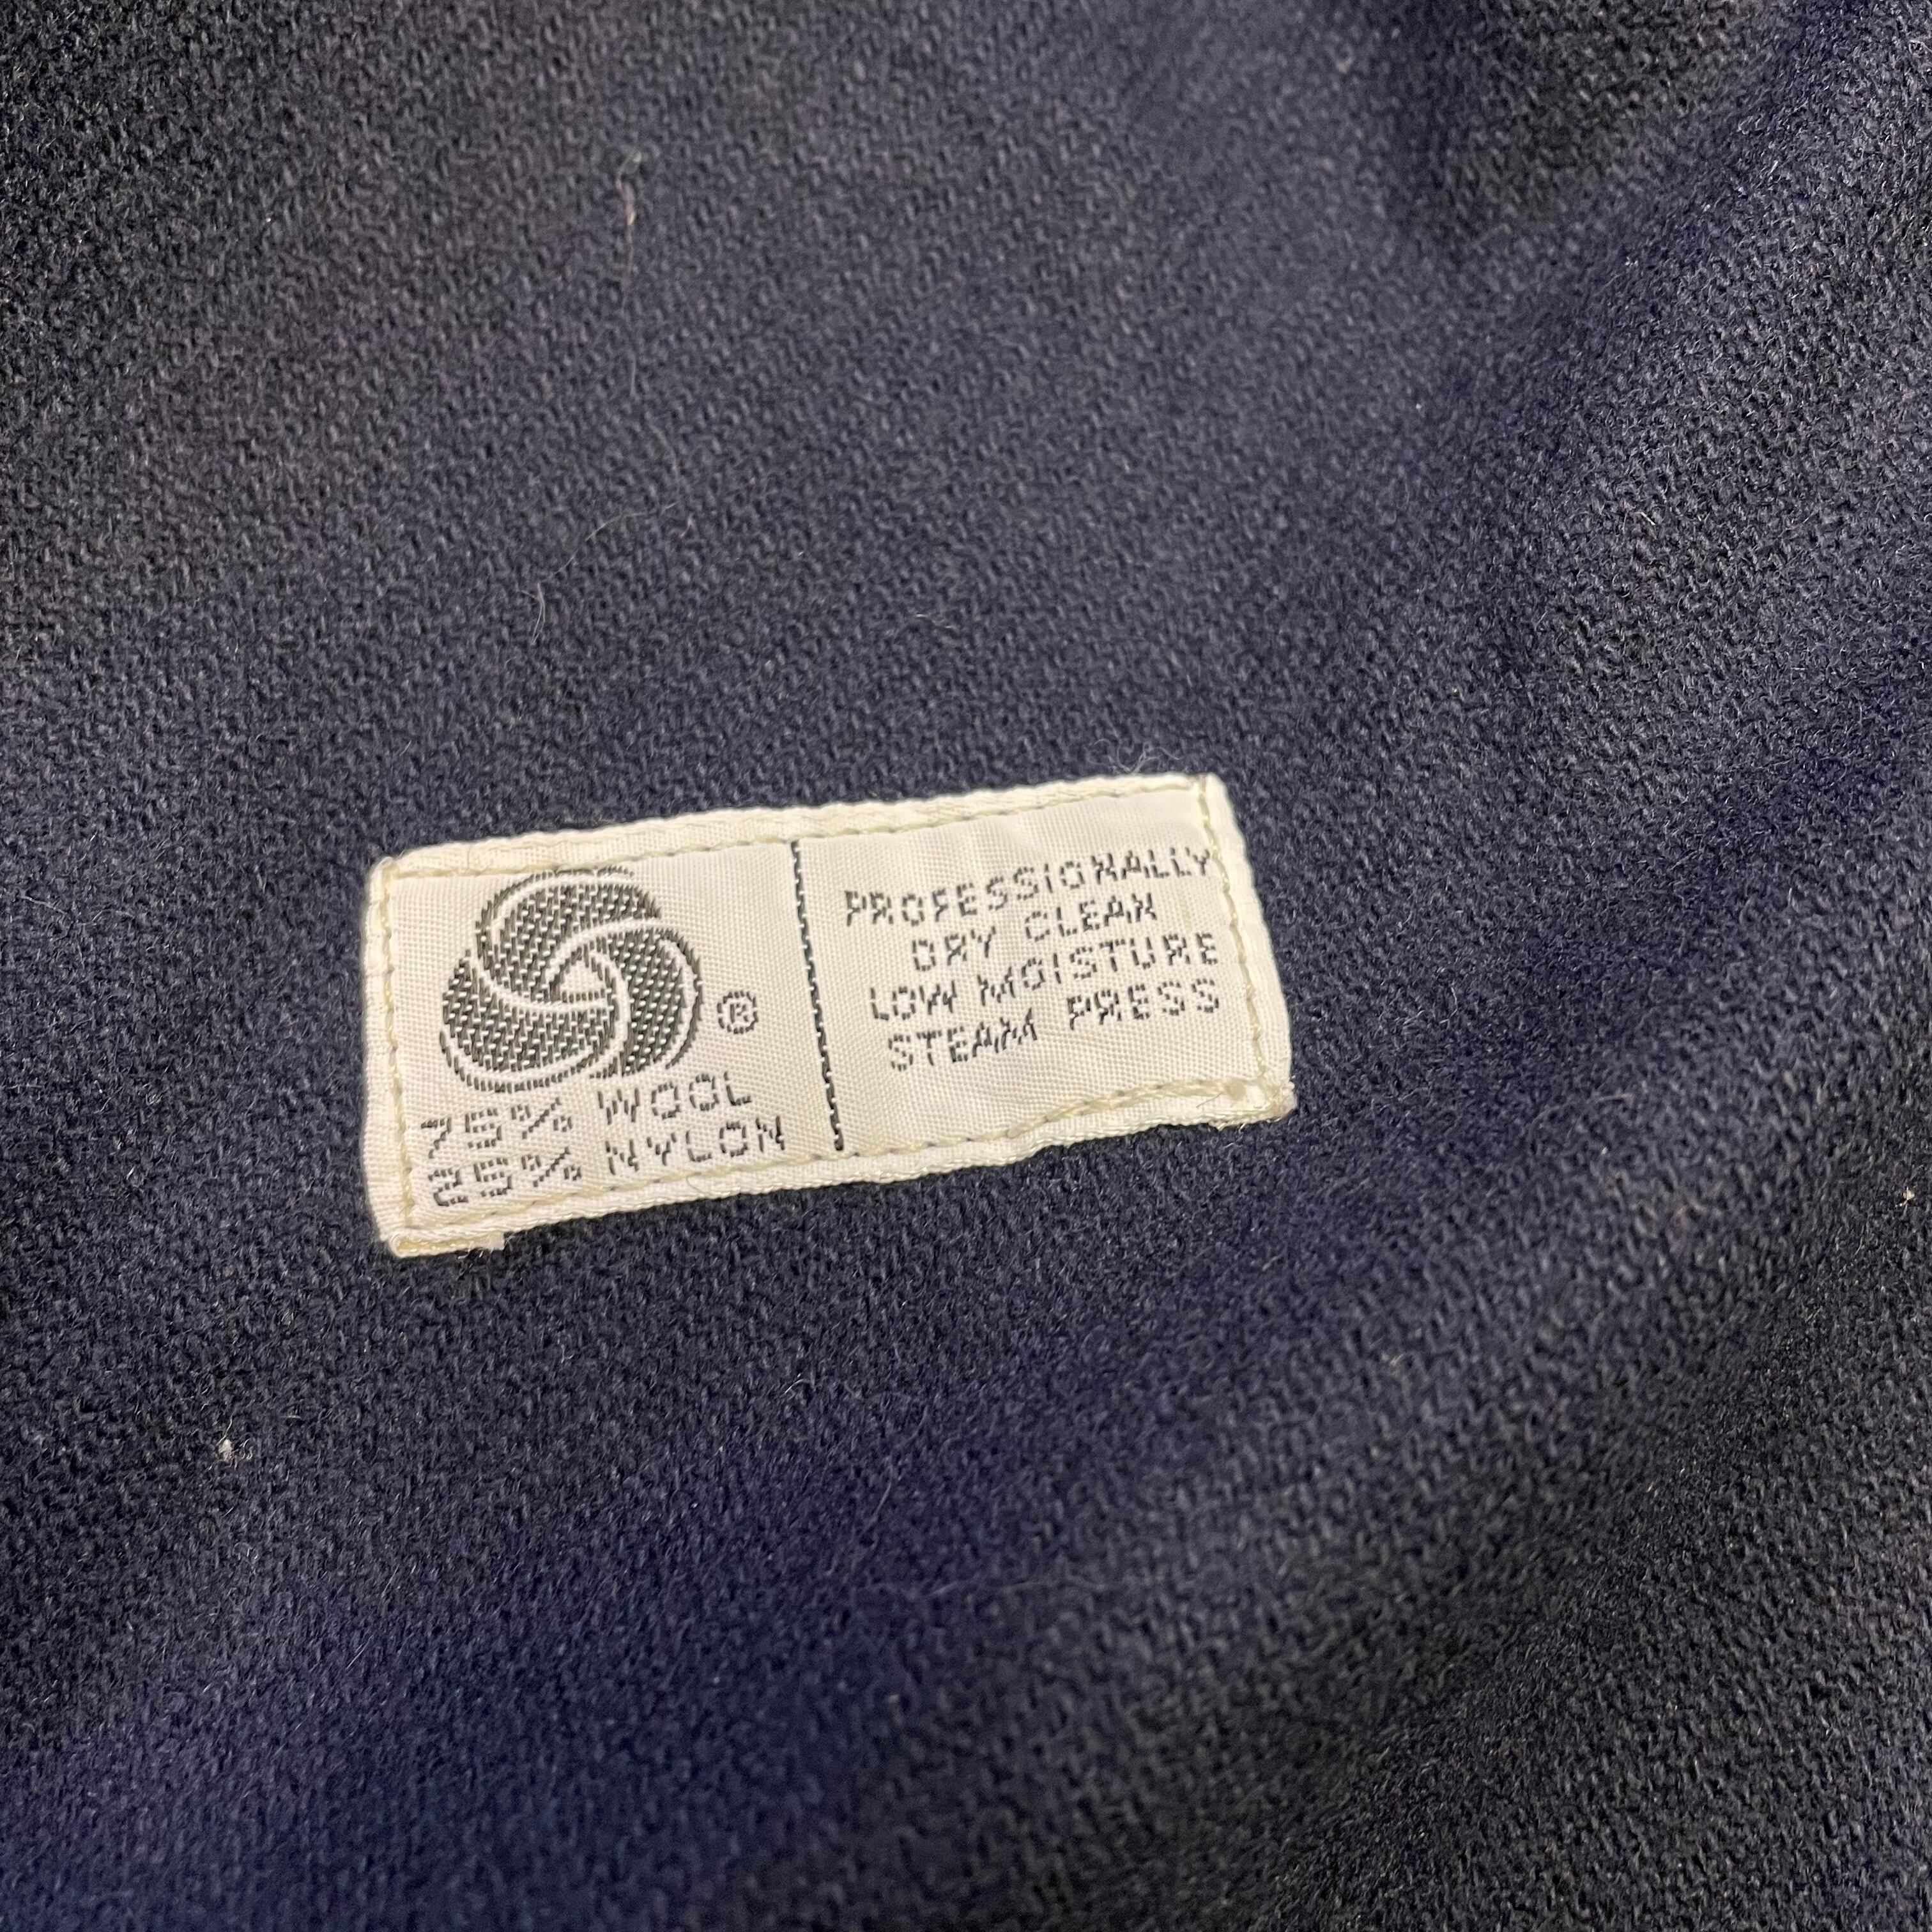 ®
75% WOOL
25% NYLON
PROFESSIONALLY
DRY CLEAN
LOW MOISTURE
STEAM PRESS